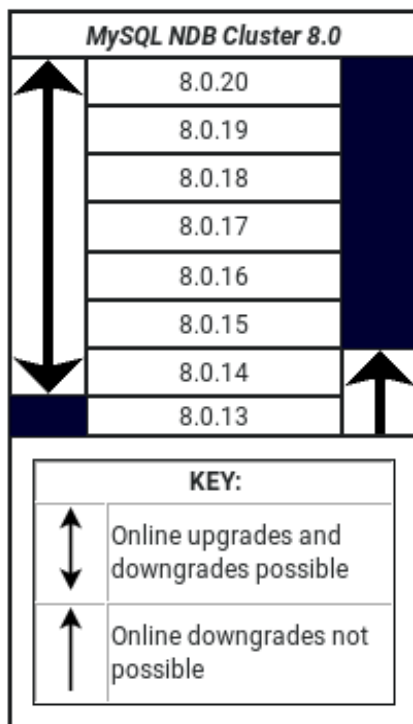 MySQL NDB Cluster 8.0
8.0.20
8.0.19
8.0.18
8.0.17
8.0.16
8.0.15
8.0.14
8.0.13
KEY:
Online upgrades and
downgrades possible
Online downgrades not
possible